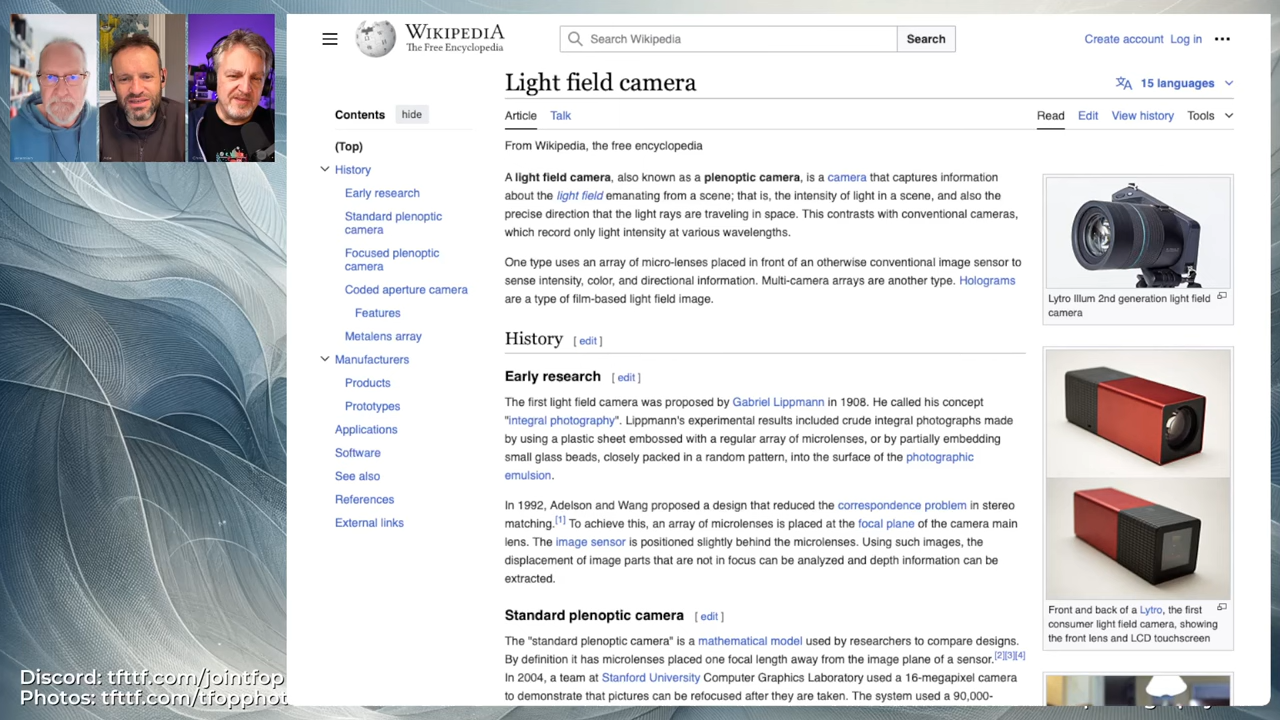 WIKIPEDIA
The Free Encyclopedia
Search Wikipedia
Search
Create account Log in
Light field camera
15 languages
Contents hide
Article Talk
Read Edit View history Tools
(Top)
From Wikipedia, the free encyclopedia
History
Early research
Standard plenoptic
camera
Focused plenoptic
camera
Coded aperture camera
Features
Metalens array
Manufacturers
Products
Prototypes
Applications
Software
See also
References
External links
A light field camera, also known as a plenoptic camera, is a camera that captures information
about the light field emanating from a scene; that is, the intensity of light in a scene, and also the
precise direction that the light rays are traveling in space. This contrasts with conventional cameras,
which record only light intensity at various wavelengths.
One type uses an array of micro-lenses placed in front of an otherwise conventional image sensor to
sense intensity, color, and directional information. Multi-camera arrays are another type. Holograms
are a type of film-based light field image.
History [ edit ]
Early research [ edit ]
The first light field camera was proposed by Gabriel Lippmann in 1908. He called his concept
"integral photography". Lippmann's experimental results included crude integral photographs made
by using a plastic sheet embossed with a regular array of microlenses, or by partially embedding
small glass beads, closely packed in a random pattern, into the surface of the photographic
emulsion.
In 1992, Adelson and Wang proposed a design that reduced the correspondence problem in stereo
matching.[1] To achieve this, an array of microlenses is placed at the focal plane of the camera main
lens. The image sensor is positioned slightly behind the microlenses. Using such images, the
displacement of image parts that are not in focus can be analyzed and depth information can be
extracted.
Standard plenoptic camera [ edit ]
The "standard plenoptic camera" is a mathematical model used by researchers to compare designs.
By definition it has microlenses placed one focal length away from the image plane of a sensor.[2][3][4]
In 2004, a team at Stanford University Computer Graphics Laboratory used a 16-megapixel camera
to demonstrate that pictures can be refocused after they are taken. The system used a 90,000-
Lytro Illum 2nd generation light field
camera
Front and back of a Lytro, the first
consumer light field camera, showing
the front lens and LCD touchscreen
Discord: tfttf.com/jointfop
Photos: tfttf.com/tfopphot